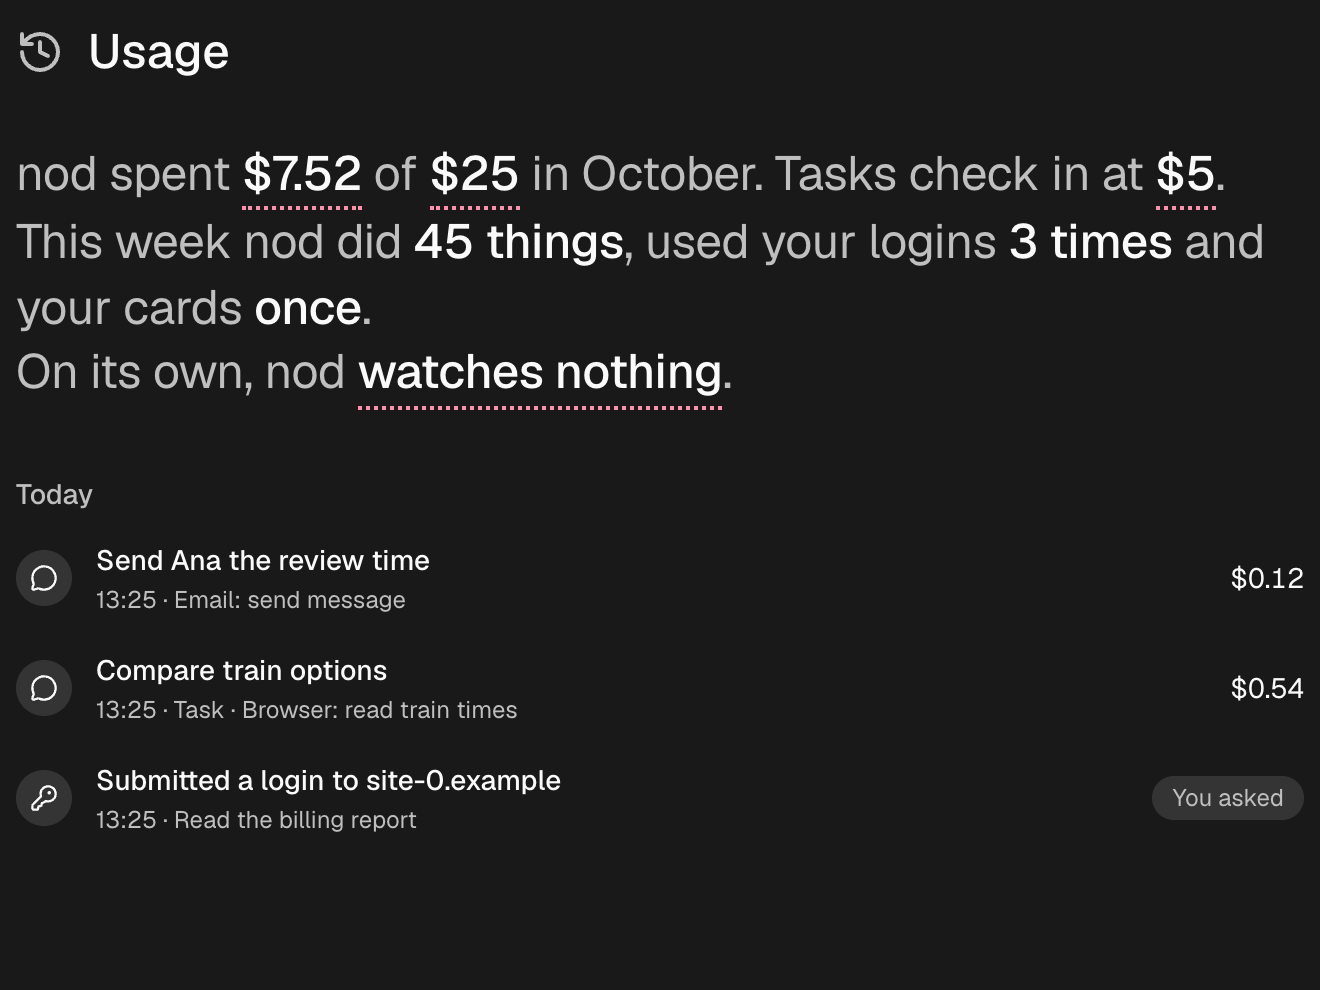 Usage
nod spent $7.52 of $25 in October. Tasks check in at $5.
This week nod did 45 things, used your logins 3 times and
your cards once.
On its own, nod watches nothing.
Today
Send Ana the review time
13:25 · Email: send message
$0.12
Compare train options
13:25 · Task · Browser: read train times
$0.54
Submitted a login to site-0.example
13:25 · Read the billing report
You asked